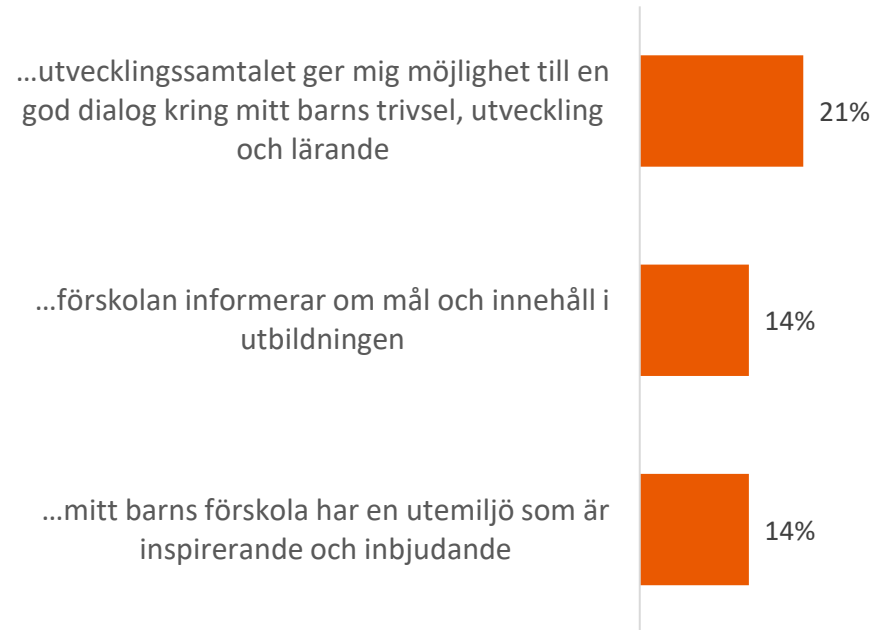 …utvecklingssamtalet ger mig möjlighet till en
god dialog kring mitt barns trivsel, utveckling
och lärande
21%
…förskolan informerar om mål och innehåll i
utbildningen
14%
…mitt barns förskola har en utemiljö som är
inspirerande och inbjudande
14%